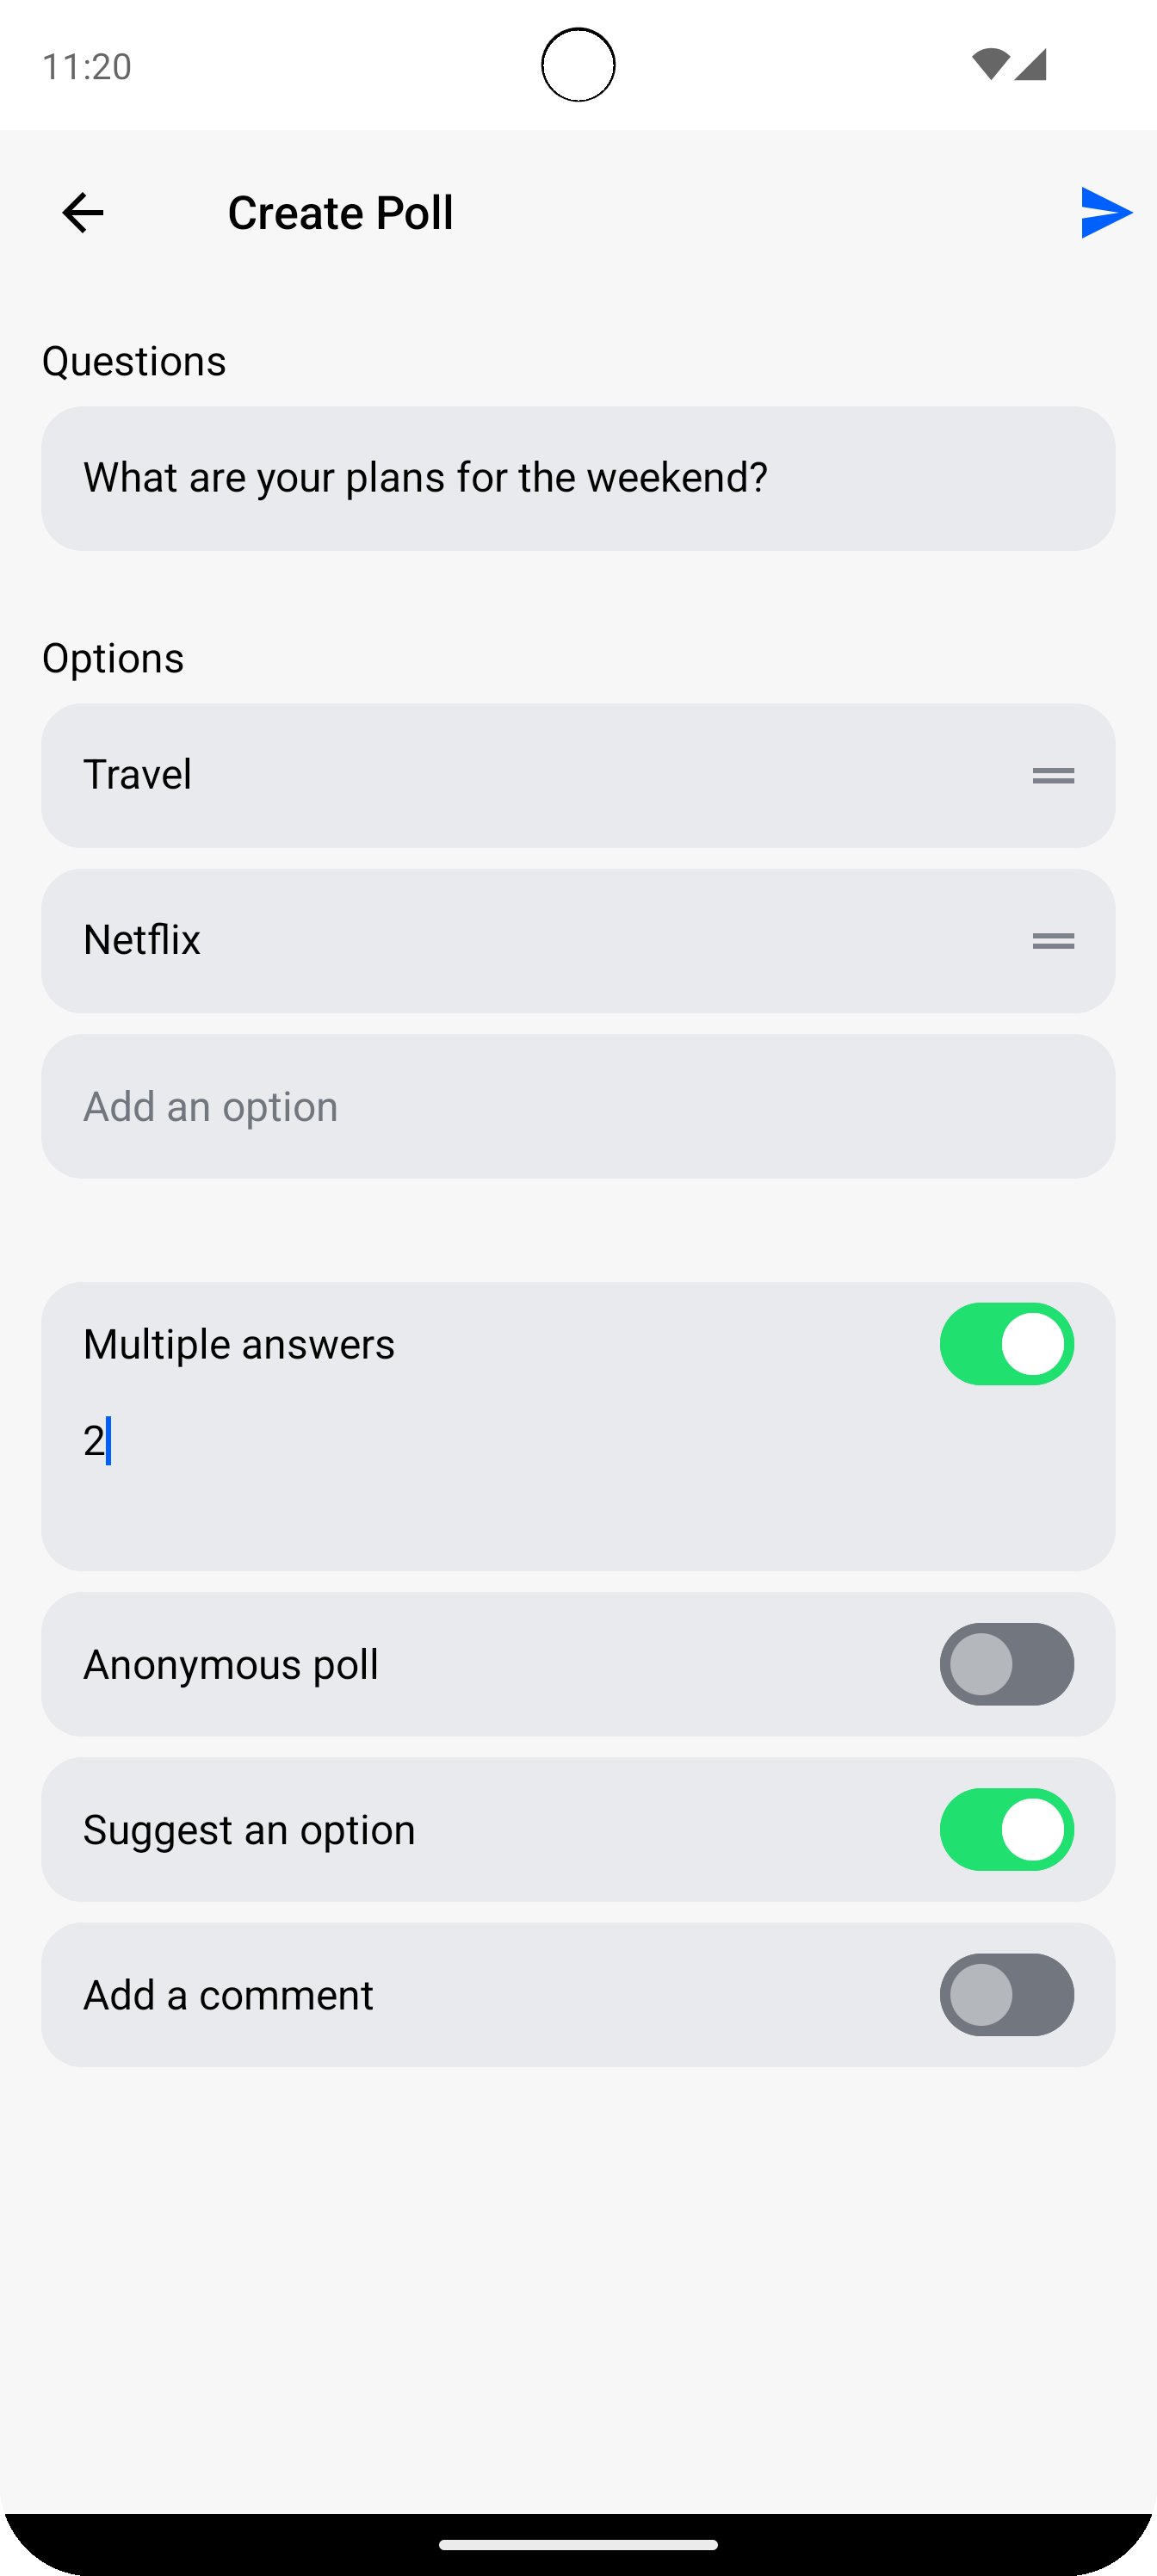 11:20
Create Poll
Questions
What are your plans for the weekend?
Options
Travel
Netflix
Add an option
Multiple answers
2
Anonymous poll
Suggest an option
Add a comment